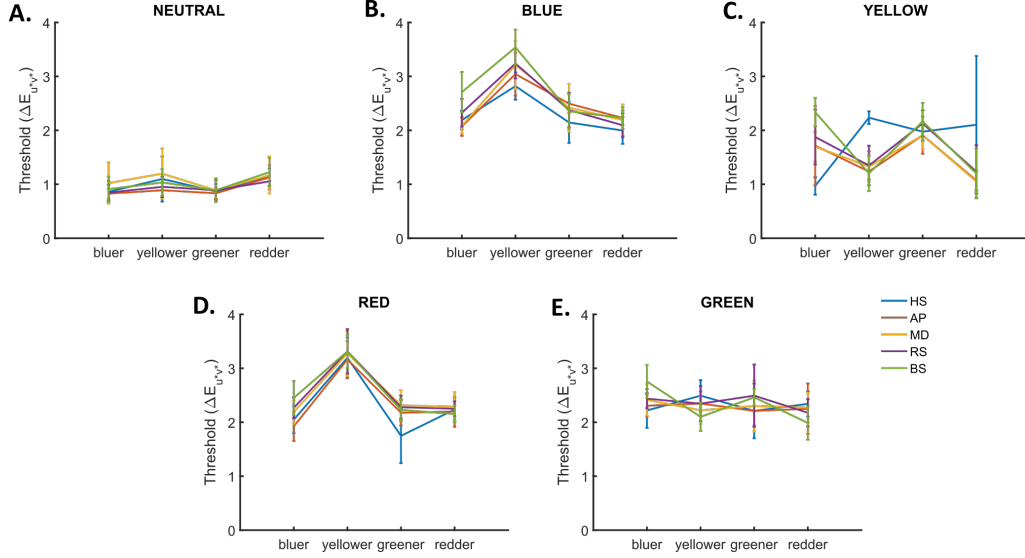 A. NEUTRAL
Threshold (ΔE u*v*)
4
3
2
1
0
bluer yellower greener redder
B. BLUE
Threshold (ΔE u*v*)
4
3
2
1
0
bluer yellower greener redder
C. YELLOW
Threshold (ΔE u*v*)
4
3
2
1
0
bluer yellower greener redder
D. RED
Threshold (ΔE u*v*)
4
3
2
1
0
bluer yellower greener redder
E. GREEN
Threshold (ΔE u*v*)
4
3
2
1
0
bluer yellower greener redder
HS
AP
MD
RS
BS